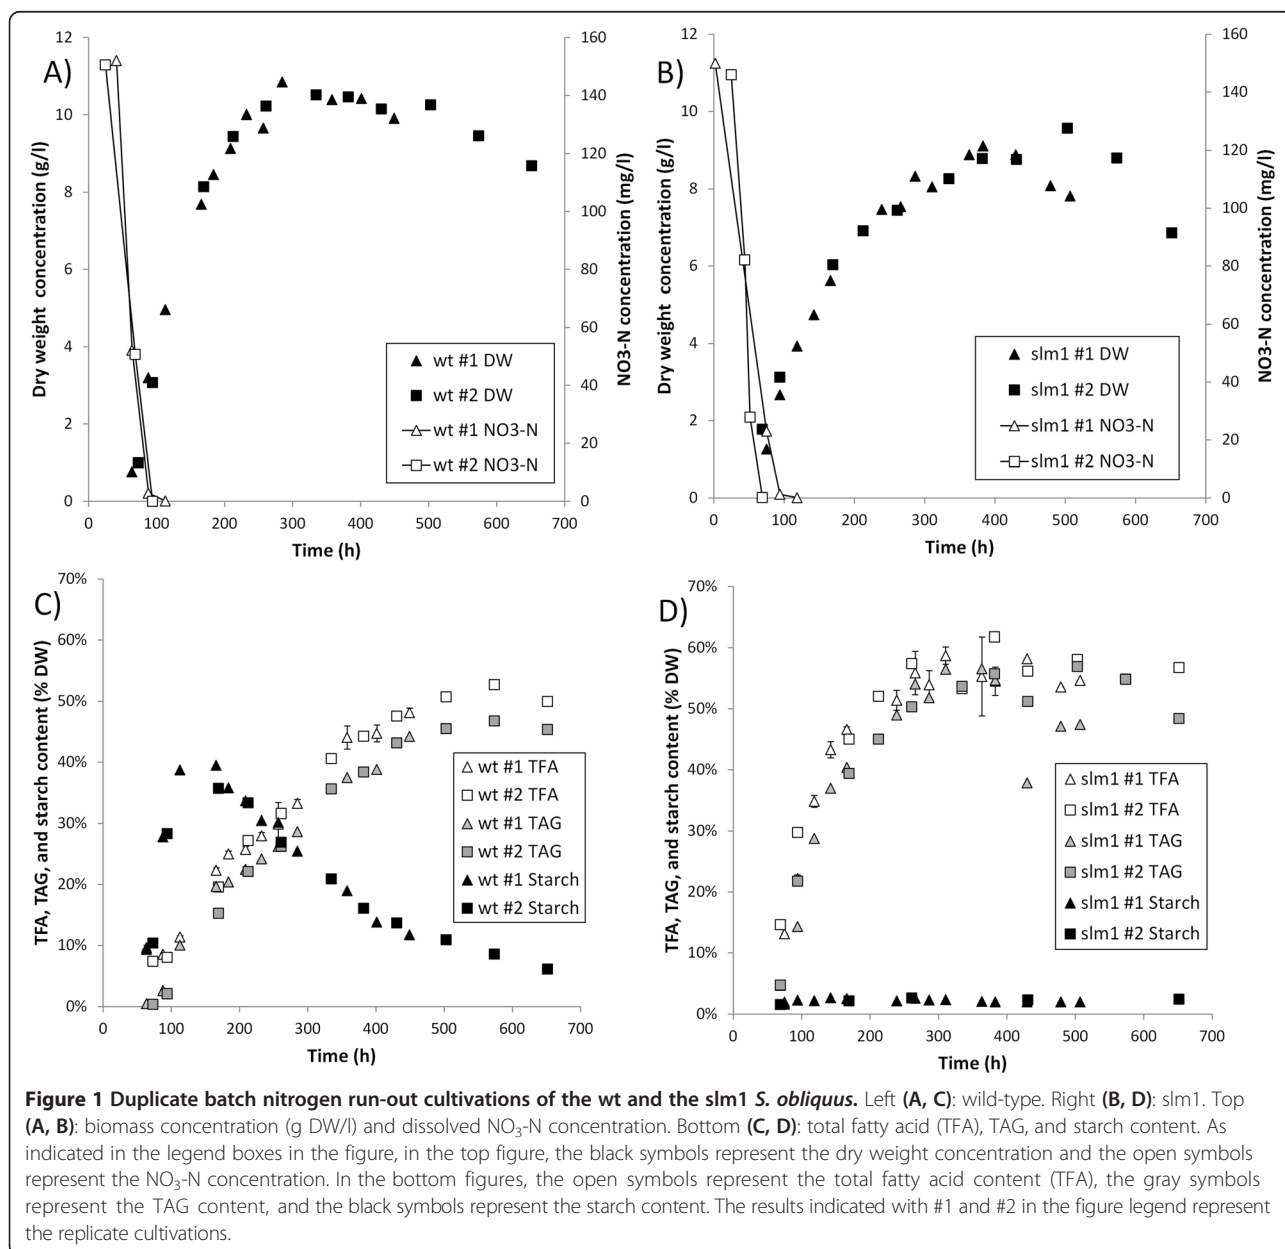 A)
Dry weight concentration (g/l)
12
10
8
6
4
2
0
160
140
120
100
80
60
40
20
0
NO3-N concentration (mg/l)
wt #1 DW
wt #2 DW
wt #1 NO3-N
wt #2 NO3-N
0 100 200 300 400 500 600 700
Time (h)
B)
Dry weight concentration (g/l)
12
10
8
6
4
2
0
160
140
120
100
80
60
40
20
0
NO3-N concentration (mg/l)
slm1 #1 DW
slm1 #2 DW
slm1 #1 NO3-N
slm1 #2 NO3-N
0 100 200 300 400 500 600 700
Time (h)
C)
TFA, TAG, and starch content (% DW)
70%
60%
50%
40%
30%
20%
10%
0%
wt #1 TFA
wt #2 TFA
wt #1 TAG
wt #2 TAG
wt #1 Starch
wt #2 Starch
0 100 200 300 400 500 600 700
Time (h)
D)
TFA, TAG, and starch content (% DW)
70%
60%
50%
40%
30%
20%
10%
0%
slm1 #1 TFA
slm1 #2 TFA
slm1 #1 TAG
slm1 #2 TAG
slm1 #1 Starch
slm1 #2 Starch
0 100 200 300 400 500 600 700
Time (h)
Figure 1 Duplicate batch nitrogen run-out cultivations of the wt and the slm1 S. obliquus. Left (A, C): wild-type. Right (B, D): slm1. Top
(A, B): biomass concentration (g DW/l) and dissolved NO₃-N concentration. Bottom (C, D): total fatty acid (TFA), TAG, and starch content. As
indicated in the legend boxes in the figure, in the top figure, the black symbols represent the dry weight concentration and the open symbols
represent the NO₃-N concentration. In the bottom figures, the open symbols represent the total fatty acid content (TFA), the gray symbols
represent the TAG content, and the black symbols represent the starch content. The results indicated with #1 and #2 in the figure legend represent
the replicate cultivations.